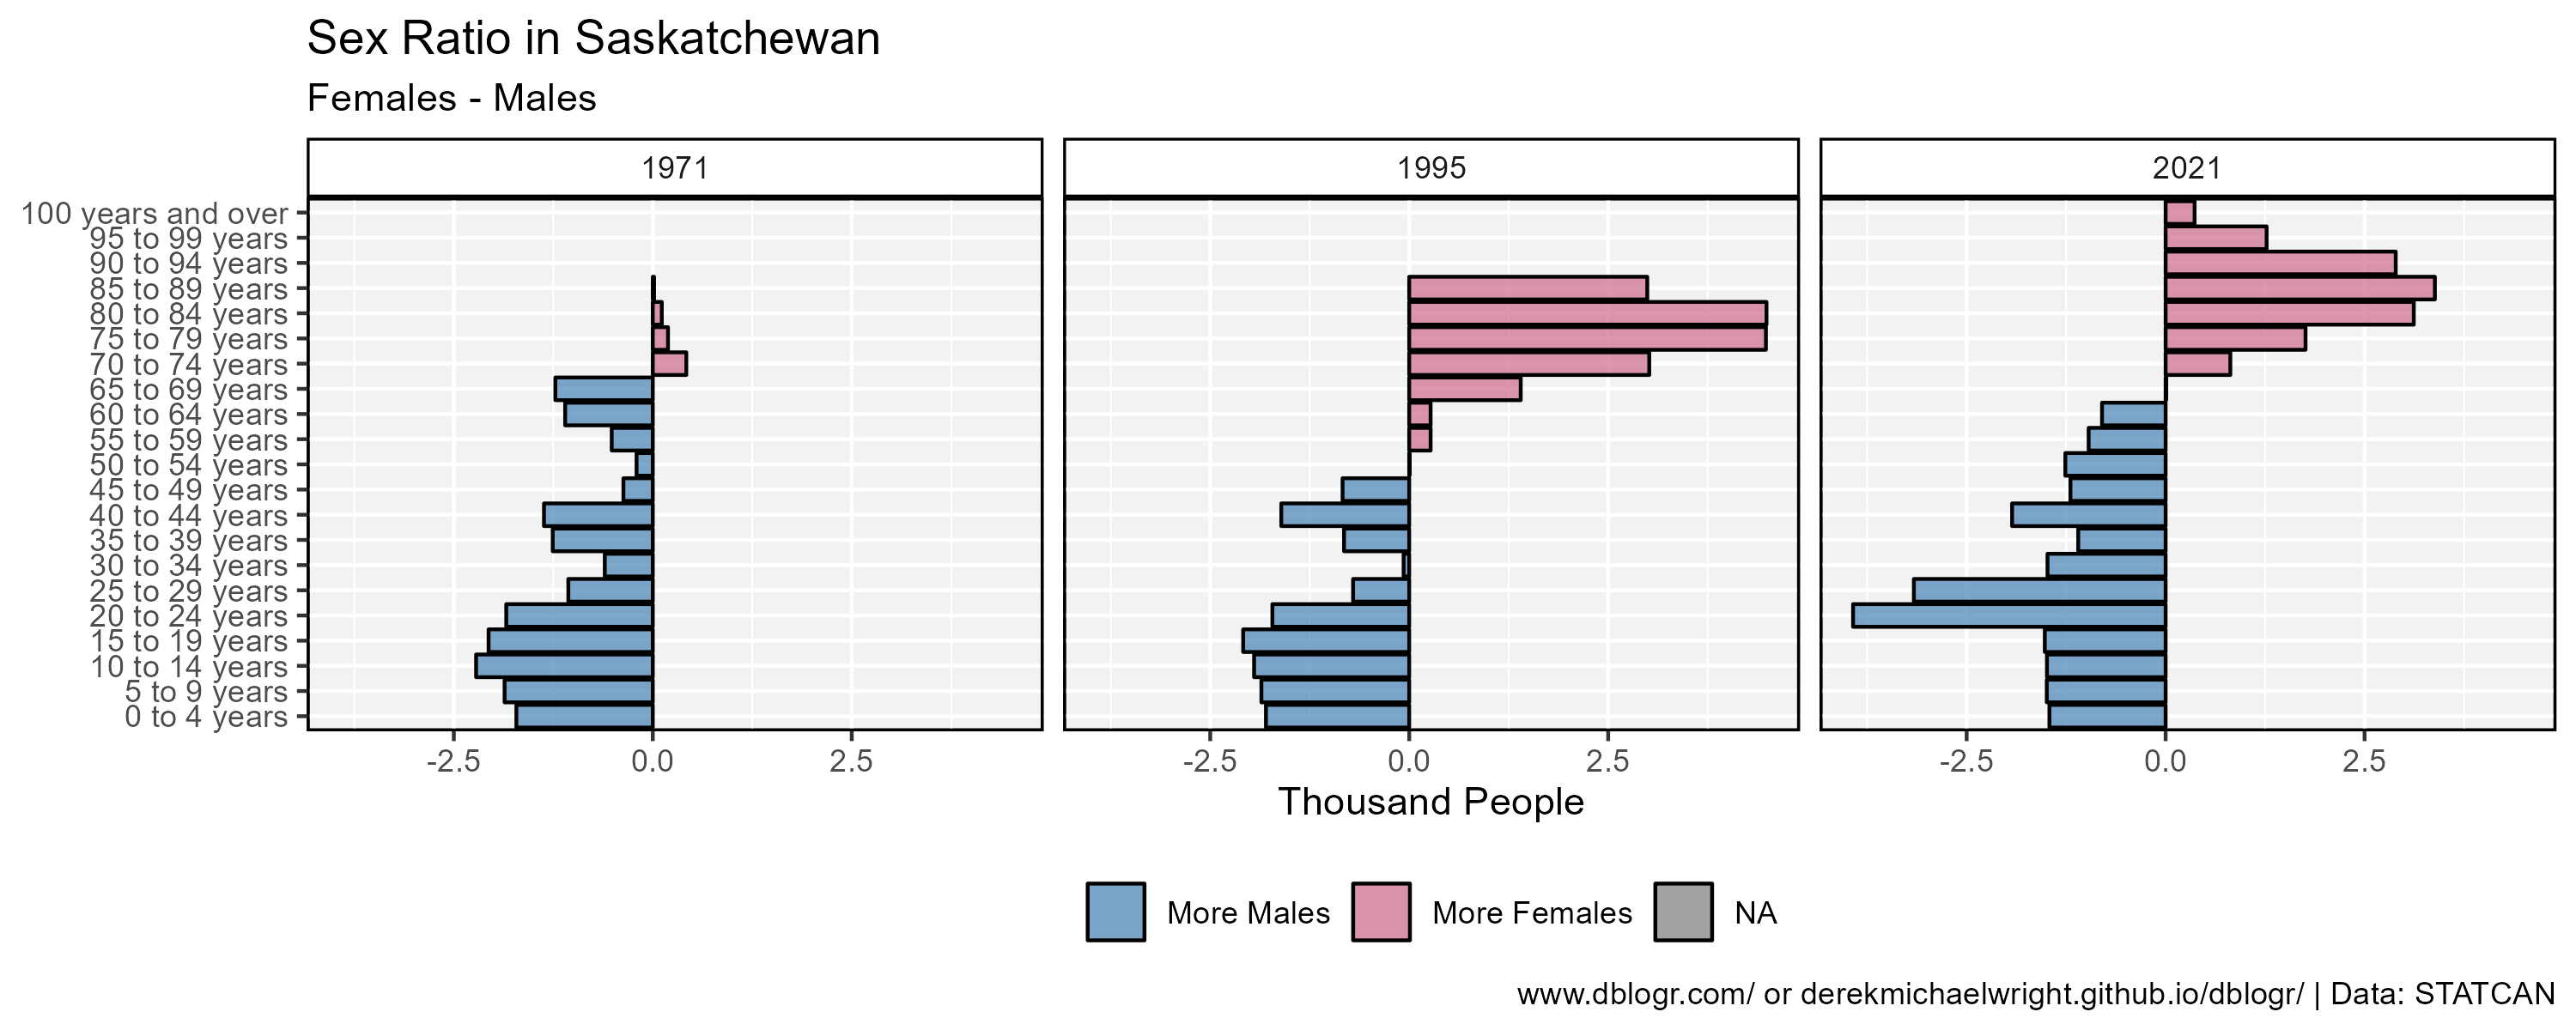 Sex Ratio in Saskatchewan
Females - Males
1971
1995
2021
100 years and over
95 to 99 years
90 to 94 years
85 to 89 years
80 to 84 years
75 to 79 years
70 to 74 years
65 to 69 years
60 to 64 years
55 to 59 years
50 to 54 years
45 to 49 years
40 to 44 years
35 to 39 years
30 to 34 years
25 to 29 years
20 to 24 years
15 to 19 years
10 to 14 years
5 to 9 years
0 to 4 years
-2.5 0.0 2.5
-2.5 0.0 2.5
-2.5 0.0 2.5
Thousand People
More Males
More Females
NA
www.dblogr.com/ or derekmichaelwright.github.io/dblogr/ | Data: STATCAN